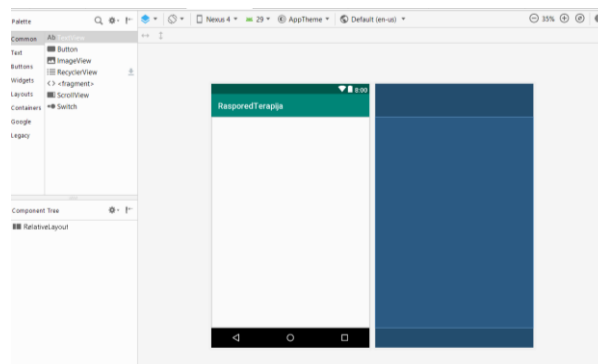 Palette
Nexus 4
29
AppTheme
Default (en-us)
35%
Common
Ab TextView
Text
Button
Buttons
ImageView
Widgets
RecyclerView
Layouts
<> <fragment>
Containers
ScrollView
Google
Switch
Legacy
8:00
RasporedTerapija
Component Tree
RelativeLayout